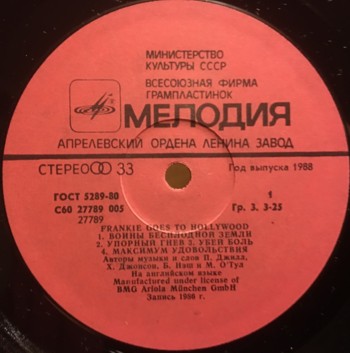 МИНИСТЕРСТВО
КУЛЬТУРЫ СССР
ВСЕСОЮЗНАЯ ФИРМА
ГРАМПЛАСТИНОК
МЕЛОДИЯ
АПРЕЛЕВСКИЙ ОРДЕНА ЛЕНИНА ЗАВОД
СТЕРЕО 33
Год выпуска 1988
ГОСТ 5289-80
1
С60 27789 005
Гр. 3. 3-25
27789
FRANKIE GOES TO HOLLYWOOD
1. ВОИНЫ БЕСПЛОДНОЙ ЗЕМЛИ
2. УПОРНЫЙ ГНЕВ 3. УБЕЙ БОЛЬ
4. МАКСИМУМ УДОВОЛЬСТВИЯ
Авторы музыки и слов П. Джилл,
Х. Джонсон, Б. Нэш и М. О'Тул
На английском языке
Manufactured under license of
BMG Ariola München GmbH
Запись 1986 г.